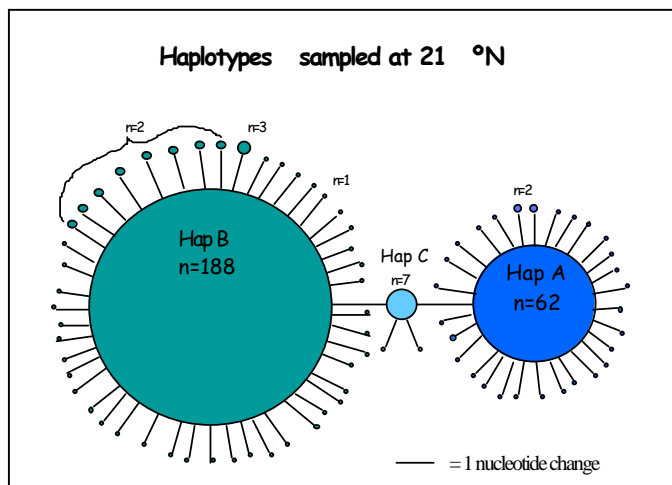 Haplotypes sampled at 21 °N
n=2
n=3
n=1
n=2
Hap B
n=188
Hap C
n=7
Hap A
n=62
= 1 nucleotide change